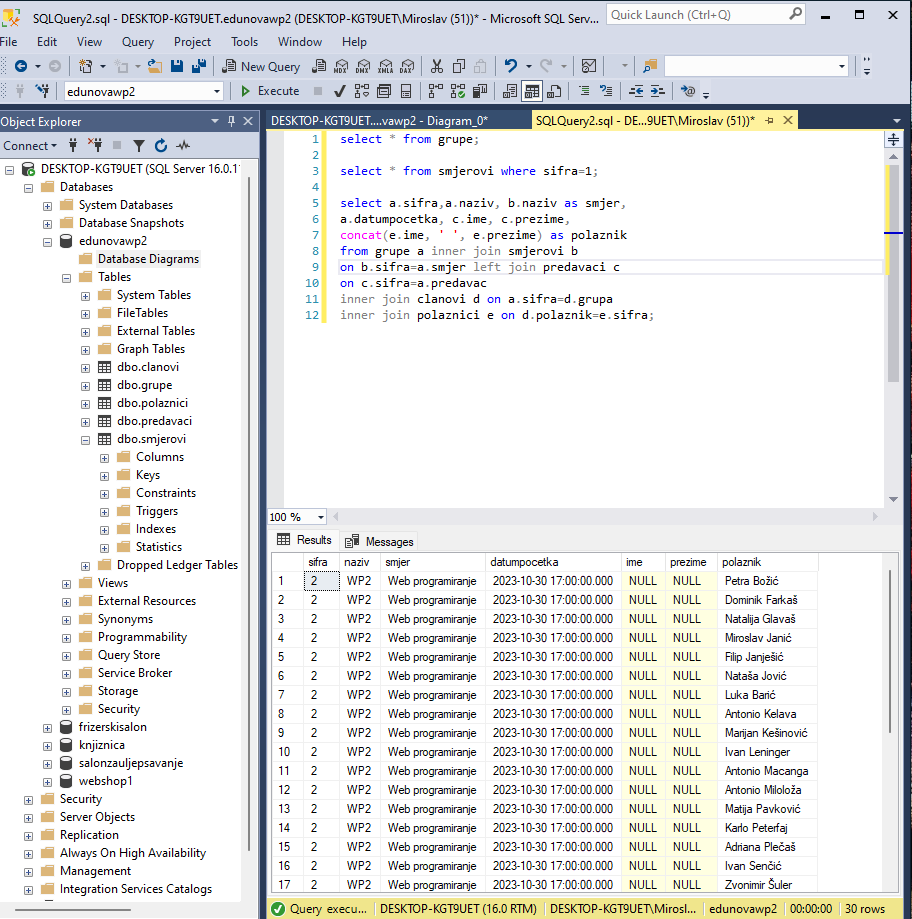 SQLQuery2.sql - DESKTOP-KGT9UET.edunovawp2 (DESKTOP-KGT9UET\Miroslav (51))* - Microsoft SQL Serv...
Quick Launch (Ctrl+Q)
File Edit View Query Project Tools Window Help
New Query
MDX DMX XMLA DAX
edunovawp2
Execute
Object Explorer
Connect
DESKTOP-KGT9UET (SQL Server 16.0.1
Databases
System Databases
Database Snapshots
edunovawp2
Database Diagrams
Tables
System Tables
FileTables
External Tables
Graph Tables
dbo.clanovi
dbo.grupe
dbo.polaznici
dbo.predavaci
dbo.smjerovi
Columns
Keys
Constraints
Triggers
Indexes
Statistics
Dropped Ledger Tables
Views
External Resources
Synonyms
Programmability
Query Store
Service Broker
Storage
Security
frizerskisalon
knjiznica
salonzauljepsavanje
webshop1
Security
Server Objects
Replication
Always On High Availability
Management
Integration Services Catalogs
DESKTOP-KGT9UET....vawp2 - Diagram_0*
SQLQuery2.sql - DE...9UET\Miroslav (51))*
1 select * from grupe;
2
3 select * from smjerovi where sifra=1;
4
5 select a.sifra,a.naziv, b.naziv as smjer,
6 a.datumpocetka, c.ime, c.prezime,
7 concat(e.ime, ' ', e.prezime) as polaznik
8 from grupe a inner join smjerovi b
9 on b.sifra=a.smjer left join predavaci c
10 on c.sifra=a.predavac
11 inner join clanovi d on a.sifra=d.grupa
12 inner join polaznici e on d.polaznik=e.sifra;
100 %
Results Messages
sifra naziv smjer datumpocetka ime prezime polaznik
1 2 WP2 Web programiranje 2023-10-30 17:00:00.000 NULL NULL Petra Božić
2 2 WP2 Web programiranje 2023-10-30 17:00:00.000 NULL NULL Dominik Farkaš
3 2 WP2 Web programiranje 2023-10-30 17:00:00.000 NULL NULL Natalija Glavaš
4 2 WP2 Web programiranje 2023-10-30 17:00:00.000 NULL NULL Miroslav Janić
5 2 WP2 Web programiranje 2023-10-30 17:00:00.000 NULL NULL Filip Janješić
6 2 WP2 Web programiranje 2023-10-30 17:00:00.000 NULL NULL Nataša Jović
7 2 WP2 Web programiranje 2023-10-30 17:00:00.000 NULL NULL Luka Barić
8 2 WP2 Web programiranje 2023-10-30 17:00:00.000 NULL NULL Antonio Kelava
9 2 WP2 Web programiranje 2023-10-30 17:00:00.000 NULL NULL Marijan Kešinović
10 2 WP2 Web programiranje 2023-10-30 17:00:00.000 NULL NULL Ivan Leninger
11 2 WP2 Web programiranje 2023-10-30 17:00:00.000 NULL NULL Antonio Macanga
12 2 WP2 Web programiranje 2023-10-30 17:00:00.000 NULL NULL Antonio Miloloža
13 2 WP2 Web programiranje 2023-10-30 17:00:00.000 NULL NULL Matija Pavković
14 2 WP2 Web programiranje 2023-10-30 17:00:00.000 NULL NULL Karlo Peterfaj
15 2 WP2 Web programiranje 2023-10-30 17:00:00.000 NULL NULL Adriana Plečaš
16 2 WP2 Web programiranje 2023-10-30 17:00:00.000 NULL NULL Ivan Senčić
17 2 WP2 Web programiranje 2023-10-30 17:00:00.000 NULL NULL Zvonimir Šuler
Query execu... DESKTOP-KGT9UET (16.0 RTM) DESKTOP-KGT9UET\Mirosl... edunovawp2 00:00:00 30 rows